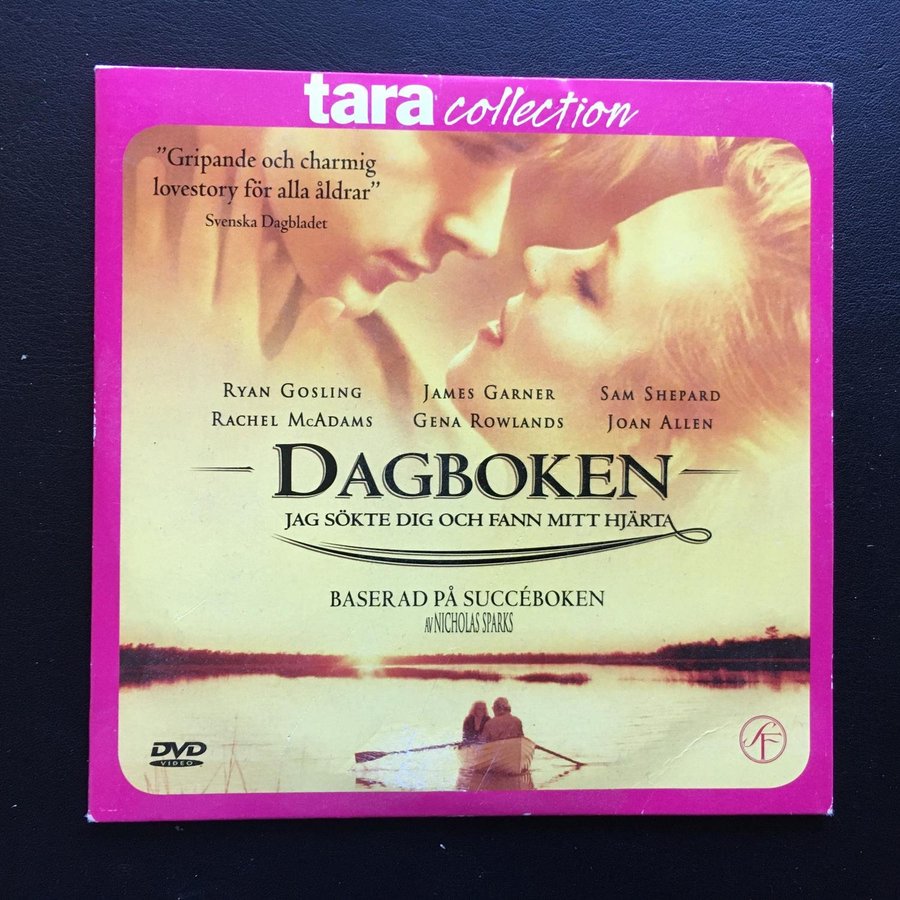 tara collection
”Gripande och charmig
lovestory för alla åldrar”
Svenska Dagbladet
RYAN GOSLING JAMES GARNER SAM SHEPARD
RACHEL MCADAMS GENA ROWLANDS JOAN ALLEN
DAGBOKEN
JAG SÖKTE DIG OCH FANN MITT HJÄRTA
BASERAD PÅ SUCCÉBOKEN
AV NICHOLAS SPARKS
DVD
VIDEO
SF